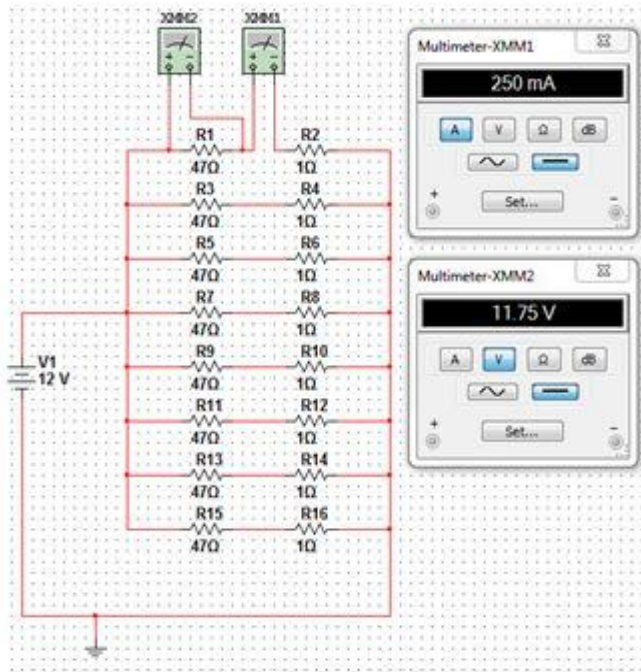 XMM2 XMM1
R1 R2
47Ω 1Ω
R3 R4
47Ω 1Ω
R5 R6
47Ω 1Ω
R7 R8
47Ω 1Ω
R9 R10
47Ω 1Ω
R11 R12
47Ω 1Ω
R13 R14
47Ω 1Ω
R15 R16
47Ω 1Ω
V1
12 V
Multimeter-XMM1
250 mA
A V Ω dB
Set...
+ -
Multimeter-XMM2
11.75 V
A V Ω dB
Set...
+ -